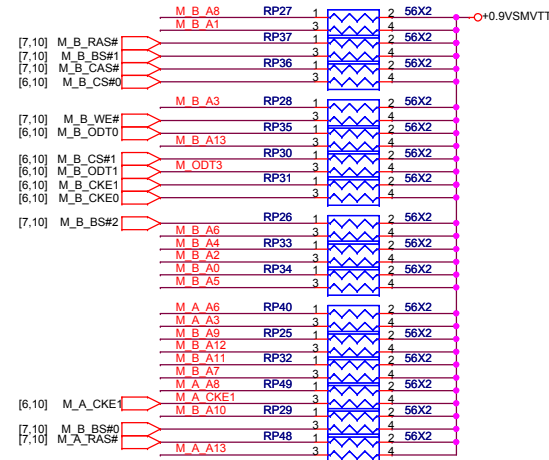 M_B_A8 RP27 1 2 56X2 +0.9VSMVTT
M_B_A1 3 4
[7,10] M_B_RAS# RP37 1 2 56X2
[7,10] M_B_BS#1 3 4
[7,10] M_B_CAS# RP36 1 2 56X2
[6,10] M_B_CS#0 3 4
M_B_A3 RP28 1 2 56X2
[7,10] M_B_WE# 3 4
[6,10] M_B_ODT0 RP35 1 2 56X2
M_B_A13 3 4
[6,10] M_B_CS#1 RP30 1 2 56X2
[6,10] M_B_ODT1 M_ODT3 3 4
[6,10] M_B_CKE1 RP31 1 2 56X2
[6,10] M_B_CKE0 3 4
[7,10] M_B_BS#2 RP26 1 2 56X2
M_B_A6 3 4
M_B_A4 RP33 1 2 56X2
M_B_A2 3 4
M_B_A0 RP34 1 2 56X2
M_B_A5 3 4
M_A_A6 RP40 1 2 56X2
M_A_A3 3 4
M_B_A9 RP25 1 2 56X2
M_B_A12 3 4
M_B_A11 RP32 1 2 56X2
M_B_A7 3 4
M_A_A8 RP49 1 2 56X2
[6,10] M_A_CKE1 M_A_CKE1 3 4
M_B_A10 RP29 1 2 56X2
[7,10] M_B_BS#0 3 4
[7,10] M_A_RAS# RP48 1 2 56X2
M_A_A13 3 4